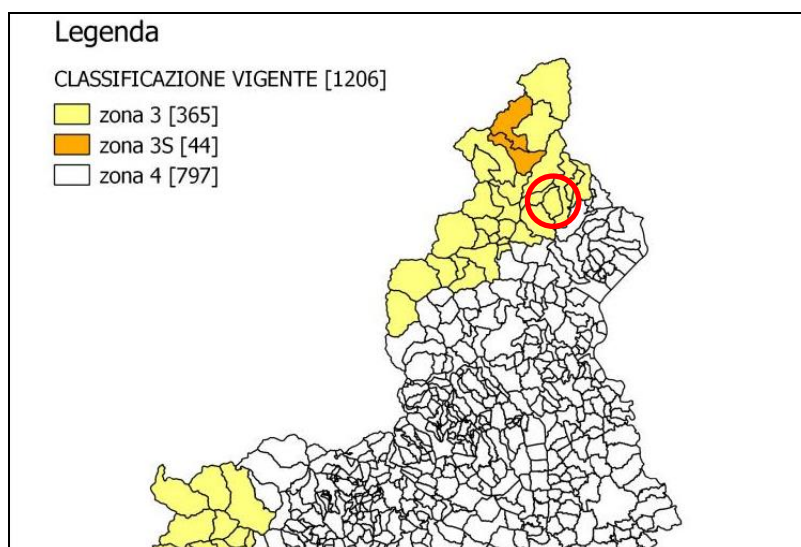 Legenda
CLASSIFICAZIONE VIGENTE [1206]
zona 3 [365]
zona 3S [44]
zona 4 [797]